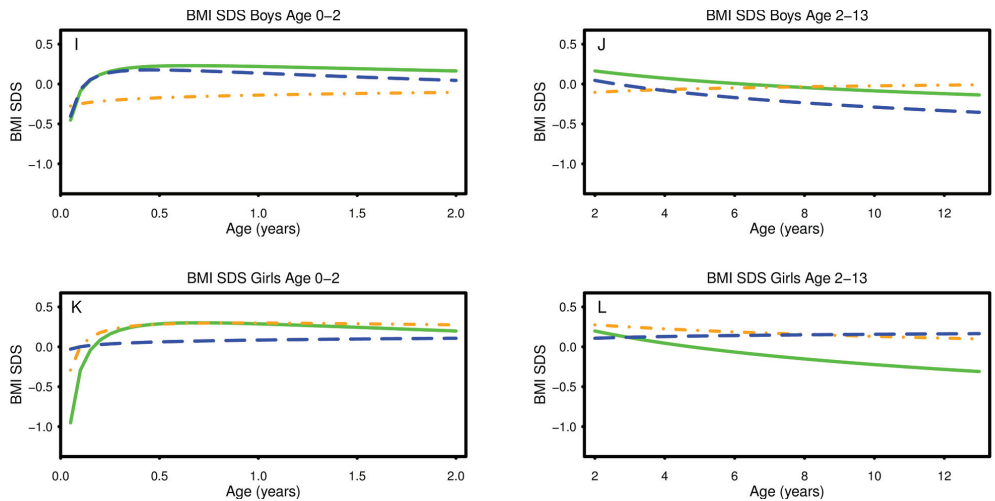 BMI SDS Boys Age 0−2
I
0.5
0.0
−0.5
−1.0
BMI SDS
0.0 0.5 1.0 1.5 2.0
Age (years)
BMI SDS Boys Age 2−13
J
0.5
0.0
−0.5
−1.0
BMI SDS
2 4 6 8 10 12
Age (years)
BMI SDS Girls Age 0−2
K
0.5
0.0
−0.5
−1.0
BMI SDS
0.0 0.5 1.0 1.5 2.0
Age (years)
BMI SDS Girls Age 2−13
L
0.5
0.0
−0.5
−1.0
BMI SDS
2 4 6 8 10 12
Age (years)